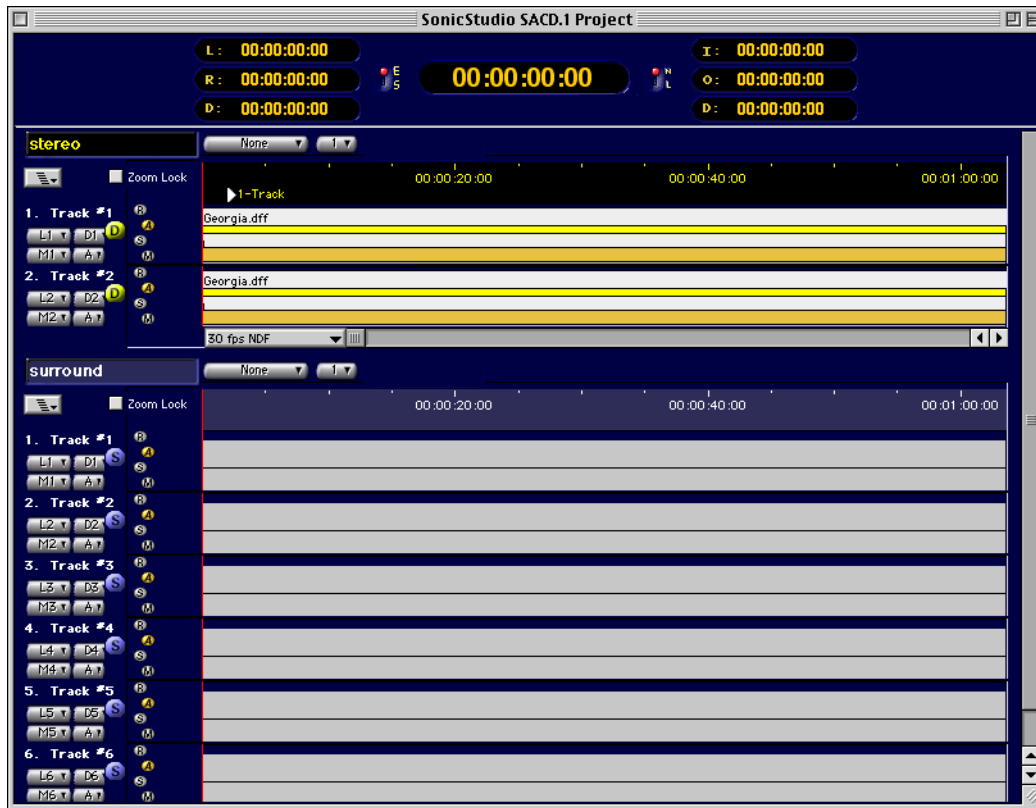 SonicStudio SACD.1 Project
L: 00:00:00:00
R: 00:00:00:00
D: 00:00:00:00
E
S
00:00:00:00
N
L
I: 00:00:00:00
O: 00:00:00:00
D: 00:00:00:00
stereo None 1
Zoom Lock 00:00:20:00 00:00:40:00 00:01:00:00
1-Track
1. Track #1 R
Georgia.dff
A
L1 D1 D
S
M1 A M
2. Track #2 R
Georgia.dff
A
L2 D2 D
S
M2 A M
30 fps NDF
surround None 1
Zoom Lock 00:00:20:00 00:00:40:00 00:01:00:00
1. Track #1 R
A
L1 D1 S
S
M1 A M
2. Track #2 R
A
L2 D2 S
S
M2 A M
3. Track #3 R
A
L3 D3 S
S
M3 A M
4. Track #4 R
A
L4 D4 S
S
M4 A M
5. Track #5 R
A
L5 D5 S
S
M5 A M
6. Track #6 R
A
L6 D6 S
S
M6 A M